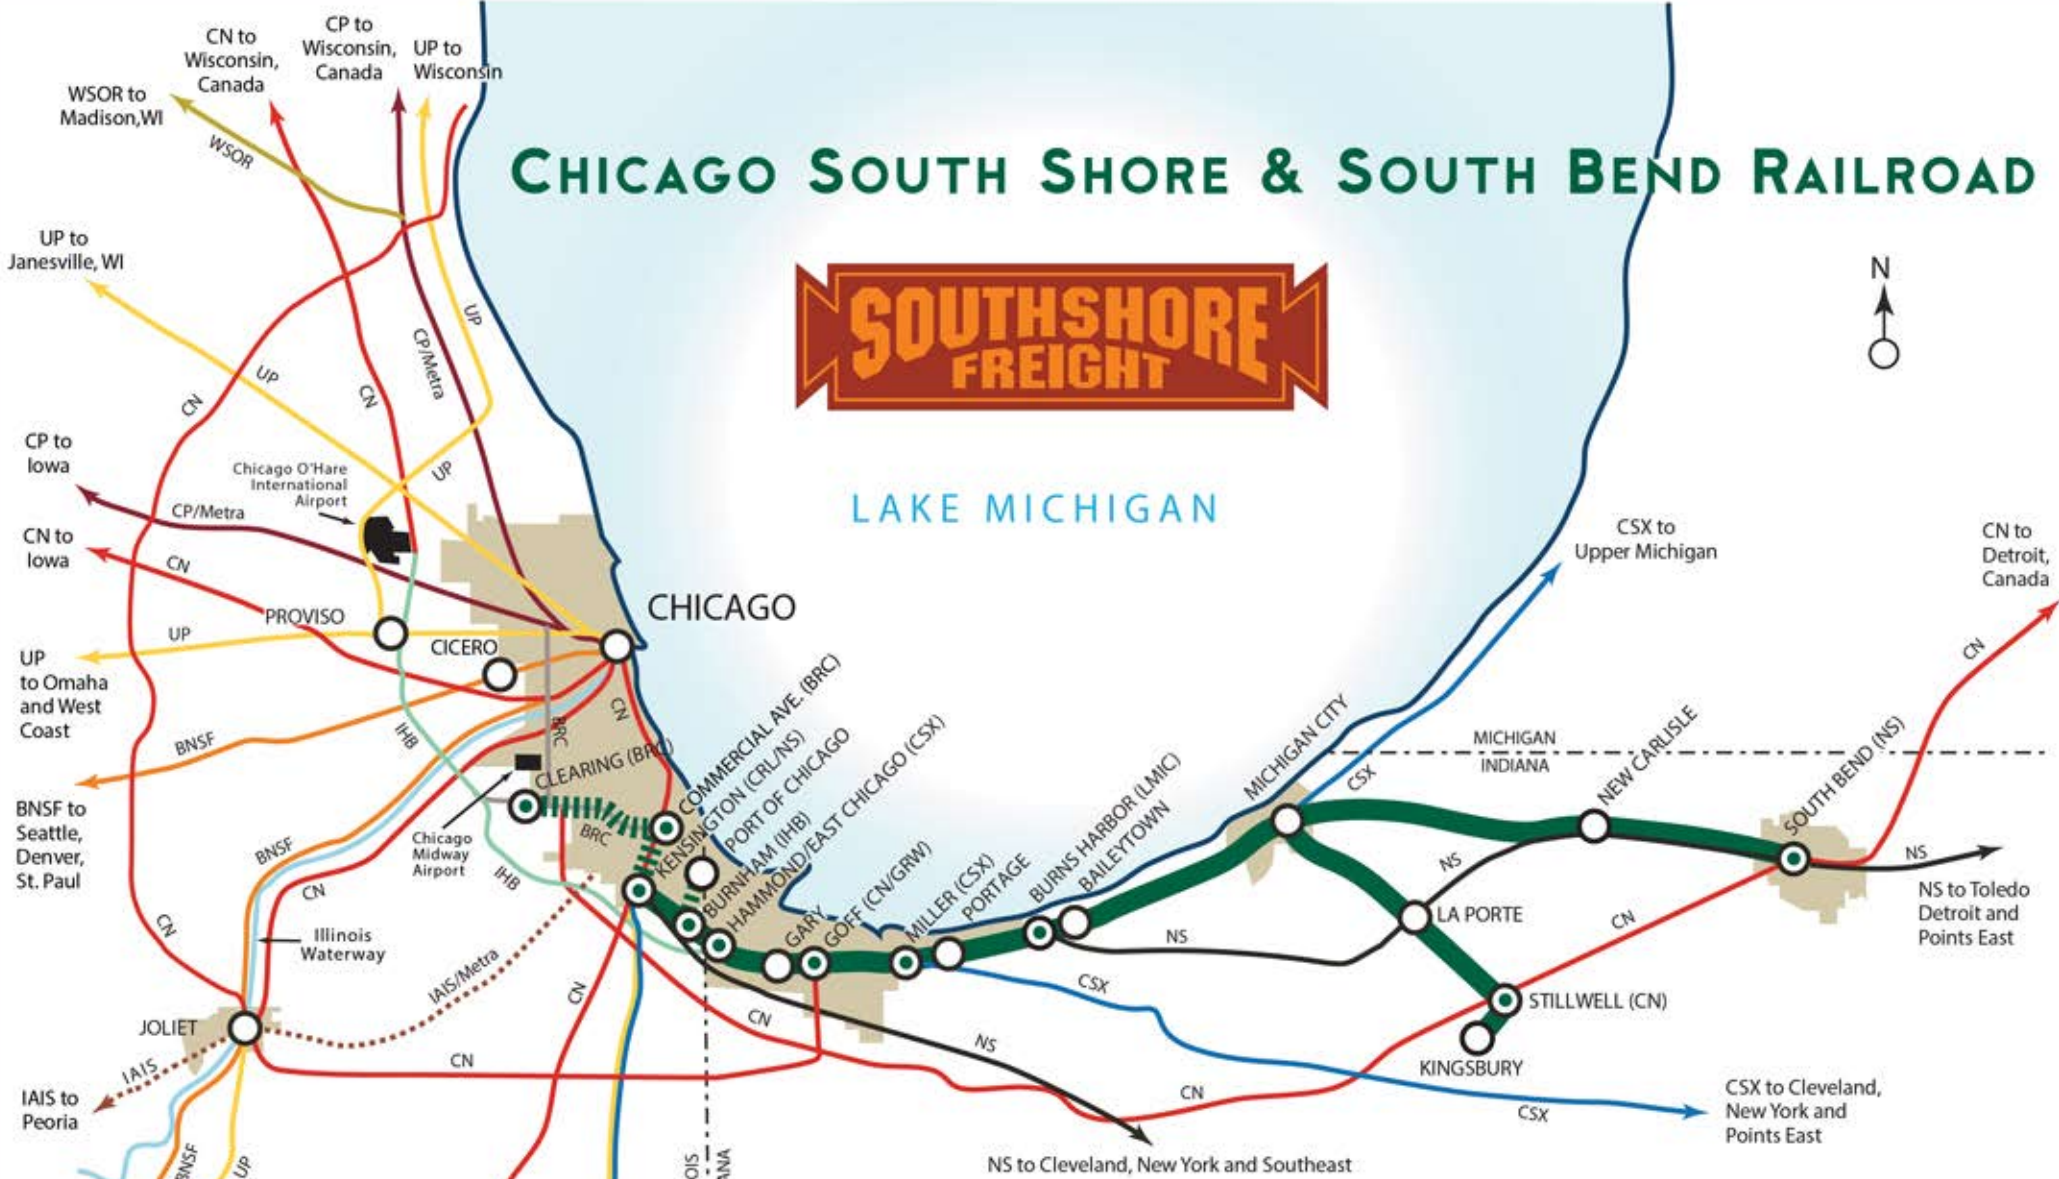 CN to
Wisconsin,
Canada
CP to
Wisconsin,
Canada
UP to
Wisconsin
WSOR to
Madison,WI
WSOR
CHICAGO SOUTH SHORE & SOUTH BEND RAILROAD
UP to
Janesville, WI
N
SOUTHSHORE
FREIGHT
UP
CP/Metra
UP
CN
CN
CP to
Iowa
Chicago O'Hare
International
Airport
UP
LAKE MICHIGAN
CP/Metra
CN to
Iowa
CN
CSX to
Upper Michigan
CN to
Detroit,
Canada
PROVISO
CHICAGO
UP
CICERO
UP
to Omaha
and West
Coast
CN
CN
IHB
BNSF
BRC
CLEARING (BRC)
COMMERCIAL AVE. (BRC)
KENSINGTON (CRL/NS)
PORT OF CHICAGO
BURNHAM (IHB)
HAMMOND/EAST CHICAGO (CSX)
GARY
GOFF (CN/GRW)
MILLER (CSX)
PORTAGE
BURNS HARBOR (LMIC)
BAILEYTOWN
MICHIGAN CITY
CSX
MICHIGAN
INDIANA
NEW CARLISLE
SOUTH BEND (NS)
BNSF to
Seattle,
Denver,
St. Paul
Chicago
Midway
Airport
BRC
BNSF
IHB
CN
NS
NS
NS to Toledo
Detroit and
Points East
LA PORTE
CN
CN
Illinois
Waterway
NS
IAIS/Metra
CN
CSX
STILLWELL (CN)
JOLIET
CN
NS
CN
KINGSBURY
IAIS
IAIS to
Peoria
CN
CSX
CSX to Cleveland,
New York and
Points East
BNSF
UP
OIS
ANA
NS to Cleveland, New York and Southeast